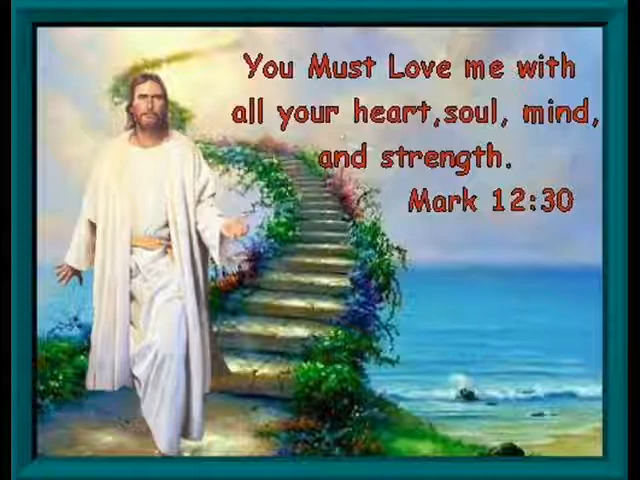 You Must Love me with
all your heart,soul, mind,
and strength.
Mark 12:30